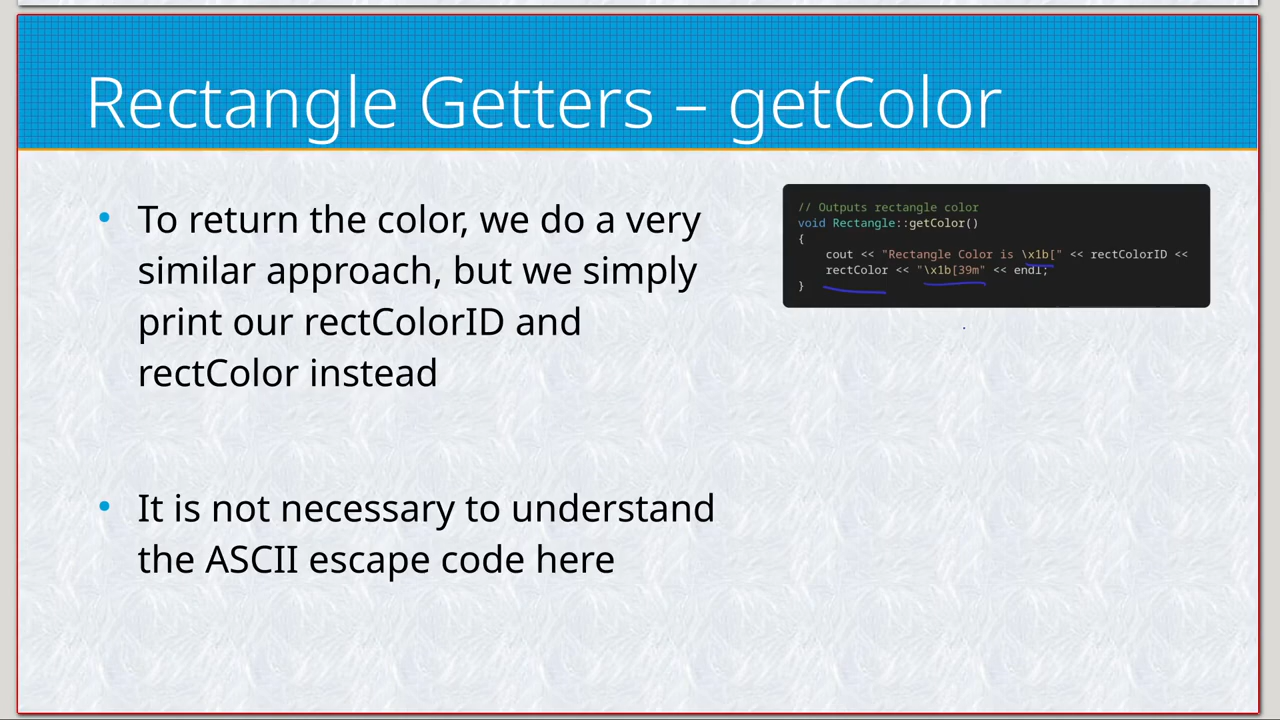 Rectangle Getters – getColor
• To return the color, we do a very
similar approach, but we simply
print our rectColorID and
rectColor instead
• It is not necessary to understand
the ASCII escape code here
// Outputs rectangle color
void Rectangle::getColor()
{
cout << "Rectangle Color is \x1b[" << rectColorID <<
rectColor << "\x1b[39m" << endl;
}